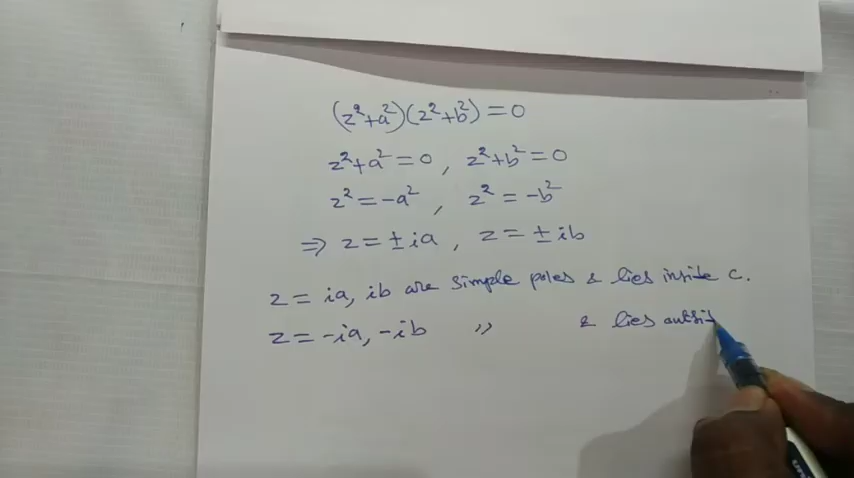 (z²+a²)(z²+b²)=0
z²+a²=0, z²+b²=0
z²=-a², z²=-b²
⇒ z=±ia, z=±ib
z= ia, ib are simple poles & lies inside c.
z=-ia, -ib ,, & lies outsi